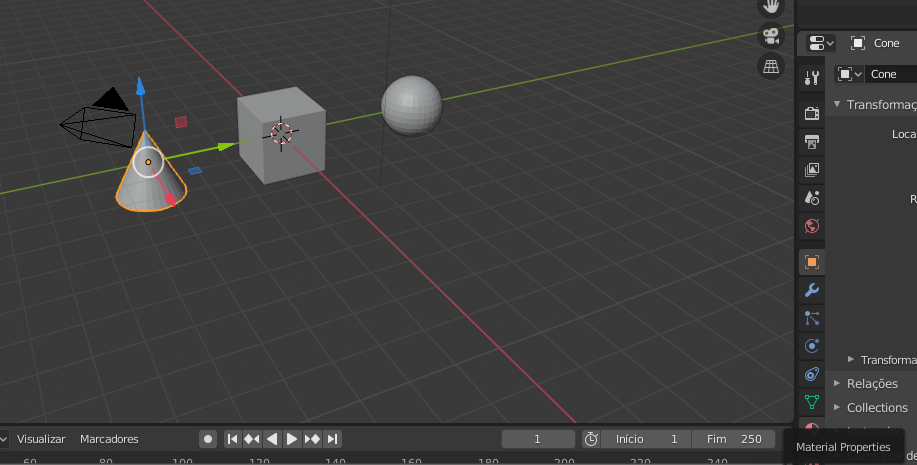 Cone
Cone
Transformaç
Loca
R
Transforma
Relações
Collections
Visualizar Marcadores
1
Início 1
Fim 250
60 80 100 120 140 160 180 200 220 240
Material Properties
de